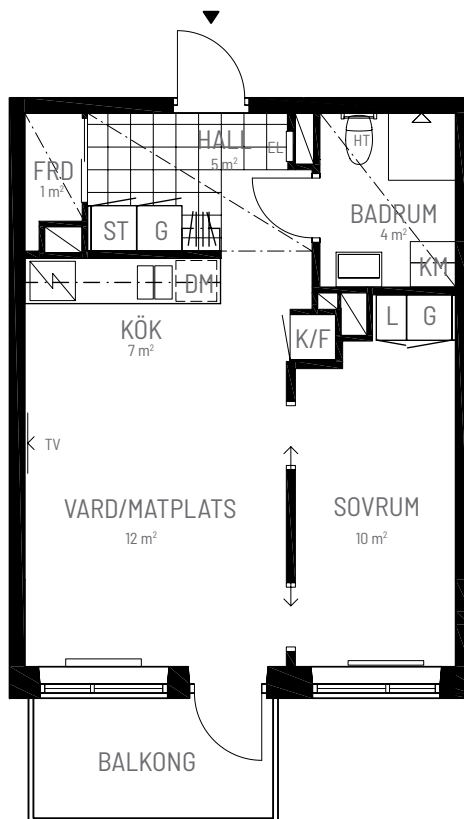 HALL
5 m²
EL
HT
FRD
1 m²
BADRUM
4 m²
ST
G
KM
DM
KÖK
7 m²
K/F
L
G
TV
VARD/MATPLATS
12 m²
SOVRUM
10 m²
BALKONG